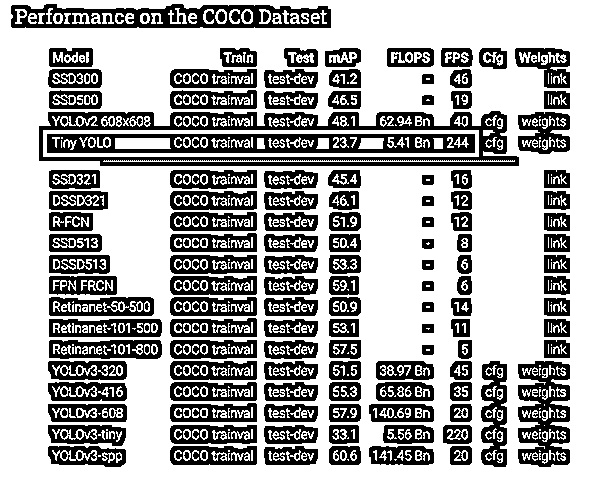 Performance on the COCO Dataset
Model Train Test mAP FLOPS FPS Cfg Weights
SSD300 COCO trainval test-dev 41.2 - 46 link
SSD500 COCO trainval test-dev 46.5 - 19 link
YOLOv2 608x608 COCO trainval test-dev 48.1 62.94 Bn 40 cfg weights
Tiny YOLO COCO trainval test-dev 23.7 5.41 Bn 244 cfg weights
SSD321 COCO trainval test-dev 45.4 - 16 link
DSSD321 COCO trainval test-dev 46.1 - 12 link
R-FCN COCO trainval test-dev 51.9 - 12 link
SSD513 COCO trainval test-dev 50.4 - 8 link
DSSD513 COCO trainval test-dev 53.3 - 6 link
FPN FRCN COCO trainval test-dev 59.1 - 6 link
Retinanet-50-500 COCO trainval test-dev 50.9 - 14 link
Retinanet-101-500 COCO trainval test-dev 53.1 - 11 link
Retinanet-101-800 COCO trainval test-dev 57.5 - 5 link
YOLOv3-320 COCO trainval test-dev 51.5 38.97 Bn 45 cfg weights
YOLOv3-416 COCO trainval test-dev 55.3 65.86 Bn 35 cfg weights
YOLOv3-608 COCO trainval test-dev 57.9 140.69 Bn 20 cfg weights
YOLOv3-tiny COCO trainval test-dev 33.1 5.56 Bn 220 cfg weights
YOLOv3-spp COCO trainval test-dev 60.6 141.45 Bn 20 cfg weights